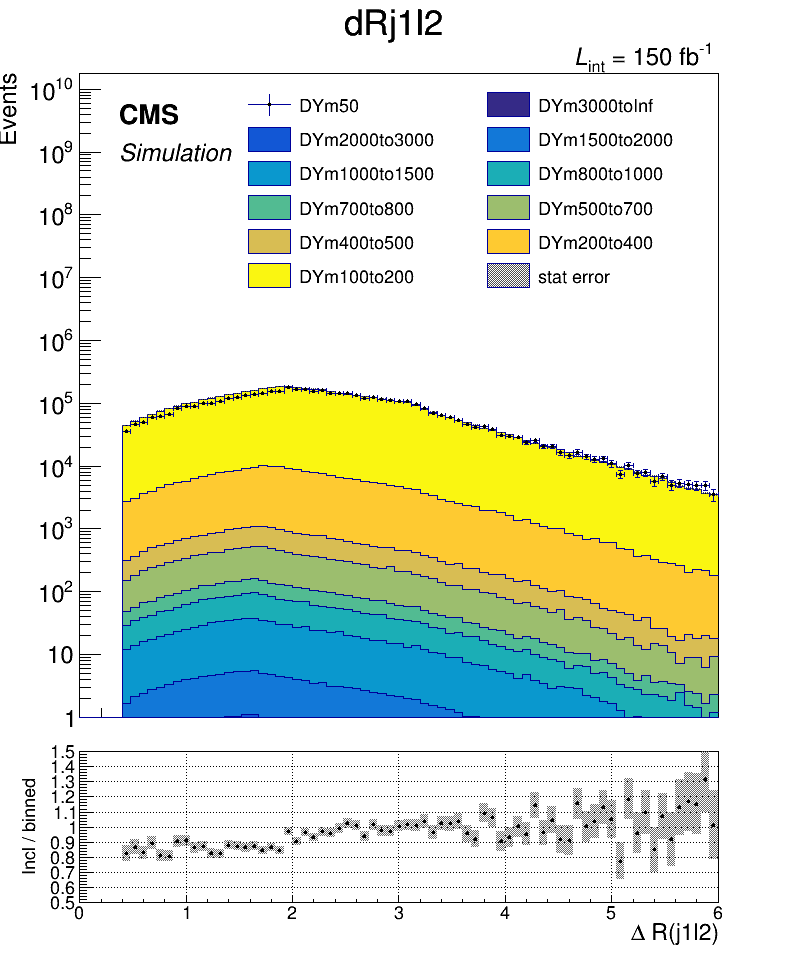 dRj1l2
L_int = 150 fb^-1
Events
CMS
Simulation
DYm50
DYm3000toInf
DYm2000to3000
DYm1500to2000
DYm1000to1500
DYm800to1000
DYm700to800
DYm500to700
DYm400to500
DYm200to400
DYm100to200
stat error
10^10
10^9
10^8
10^7
10^6
10^5
10^4
10^3
10^2
10
1
Incl / binned
1.5
1.4
1.3
1.2
1.1
1
0.9
0.8
0.7
0.6
0.5
0 1 2 3 4 5 6
Δ R(j1l2)